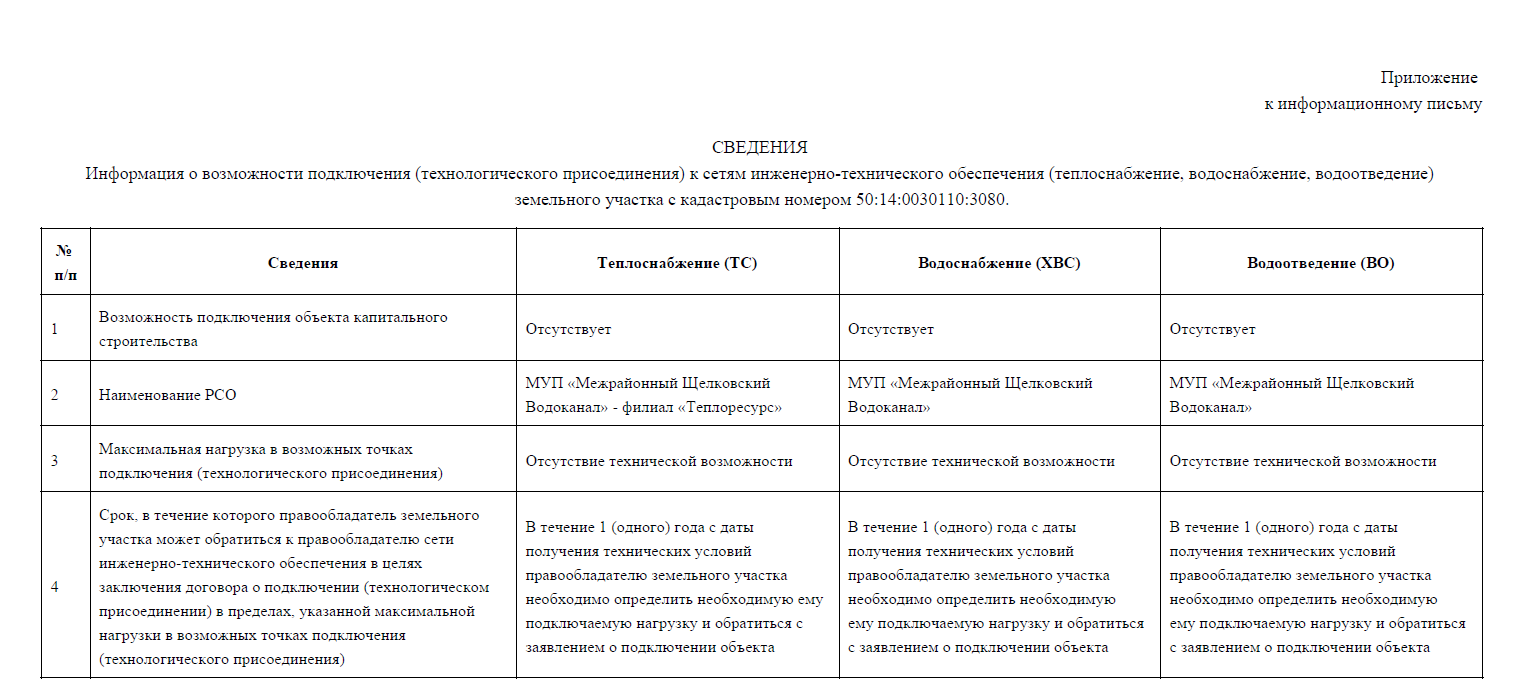 Приложение
к информационному письму
СВЕДЕНИЯ
Информация о возможности подключения (технологического присоединения) к сетям инженерно-технического обеспечения (теплоснабжение, водоснабжение, водоотведение)
земельного участка с кадастровым номером 50:14:0030110:3080.
№
п/п
Сведения
Теплоснабжение (ТС)
Водоснабжение (ХВС)
Водоотведение (ВО)
1
Возможность подключения объекта капитального
строительства
Отсутствует
Отсутствует
Отсутствует
2
Наименование РСО
МУП «Межрайонный Щелковский
Водоканал» - филиал «Теплоресурс»
МУП «Межрайонный Щелковский
Водоканал»
МУП «Межрайонный Щелковский
Водоканал»
3
Максимальная нагрузка в возможных точках
подключения (технологического присоединения)
Отсутствие технической возможности
Отсутствие технической возможности
Отсутствие технической возможности
4
Срок, в течение которого правообладатель земельного
участка может обратиться к правообладателю сети
инженерно-технического обеспечения в целях
заключения договора о подключении (технологическом
присоединении) в пределах, указанной максимальной
нагрузки в возможных точках подключения
(технологического присоединения)
В течение 1 (одного) года с даты
получения технических условий
правообладателю земельного участка
необходимо определить необходимую ему
подключаемую нагрузку и обратиться с
заявлением о подключении объекта
В течение 1 (одного) года с даты
получения технических условий
правообладателю земельного участка
необходимо определить необходимую
ему подключаемую нагрузку и обратиться
с заявлением о подключении объекта
В течение 1 (одного) года с даты
получения технических условий
правообладателю земельного участка
необходимо определить необходимую
ему подключаемую нагрузку и обратиться
с заявлением о подключении объекта